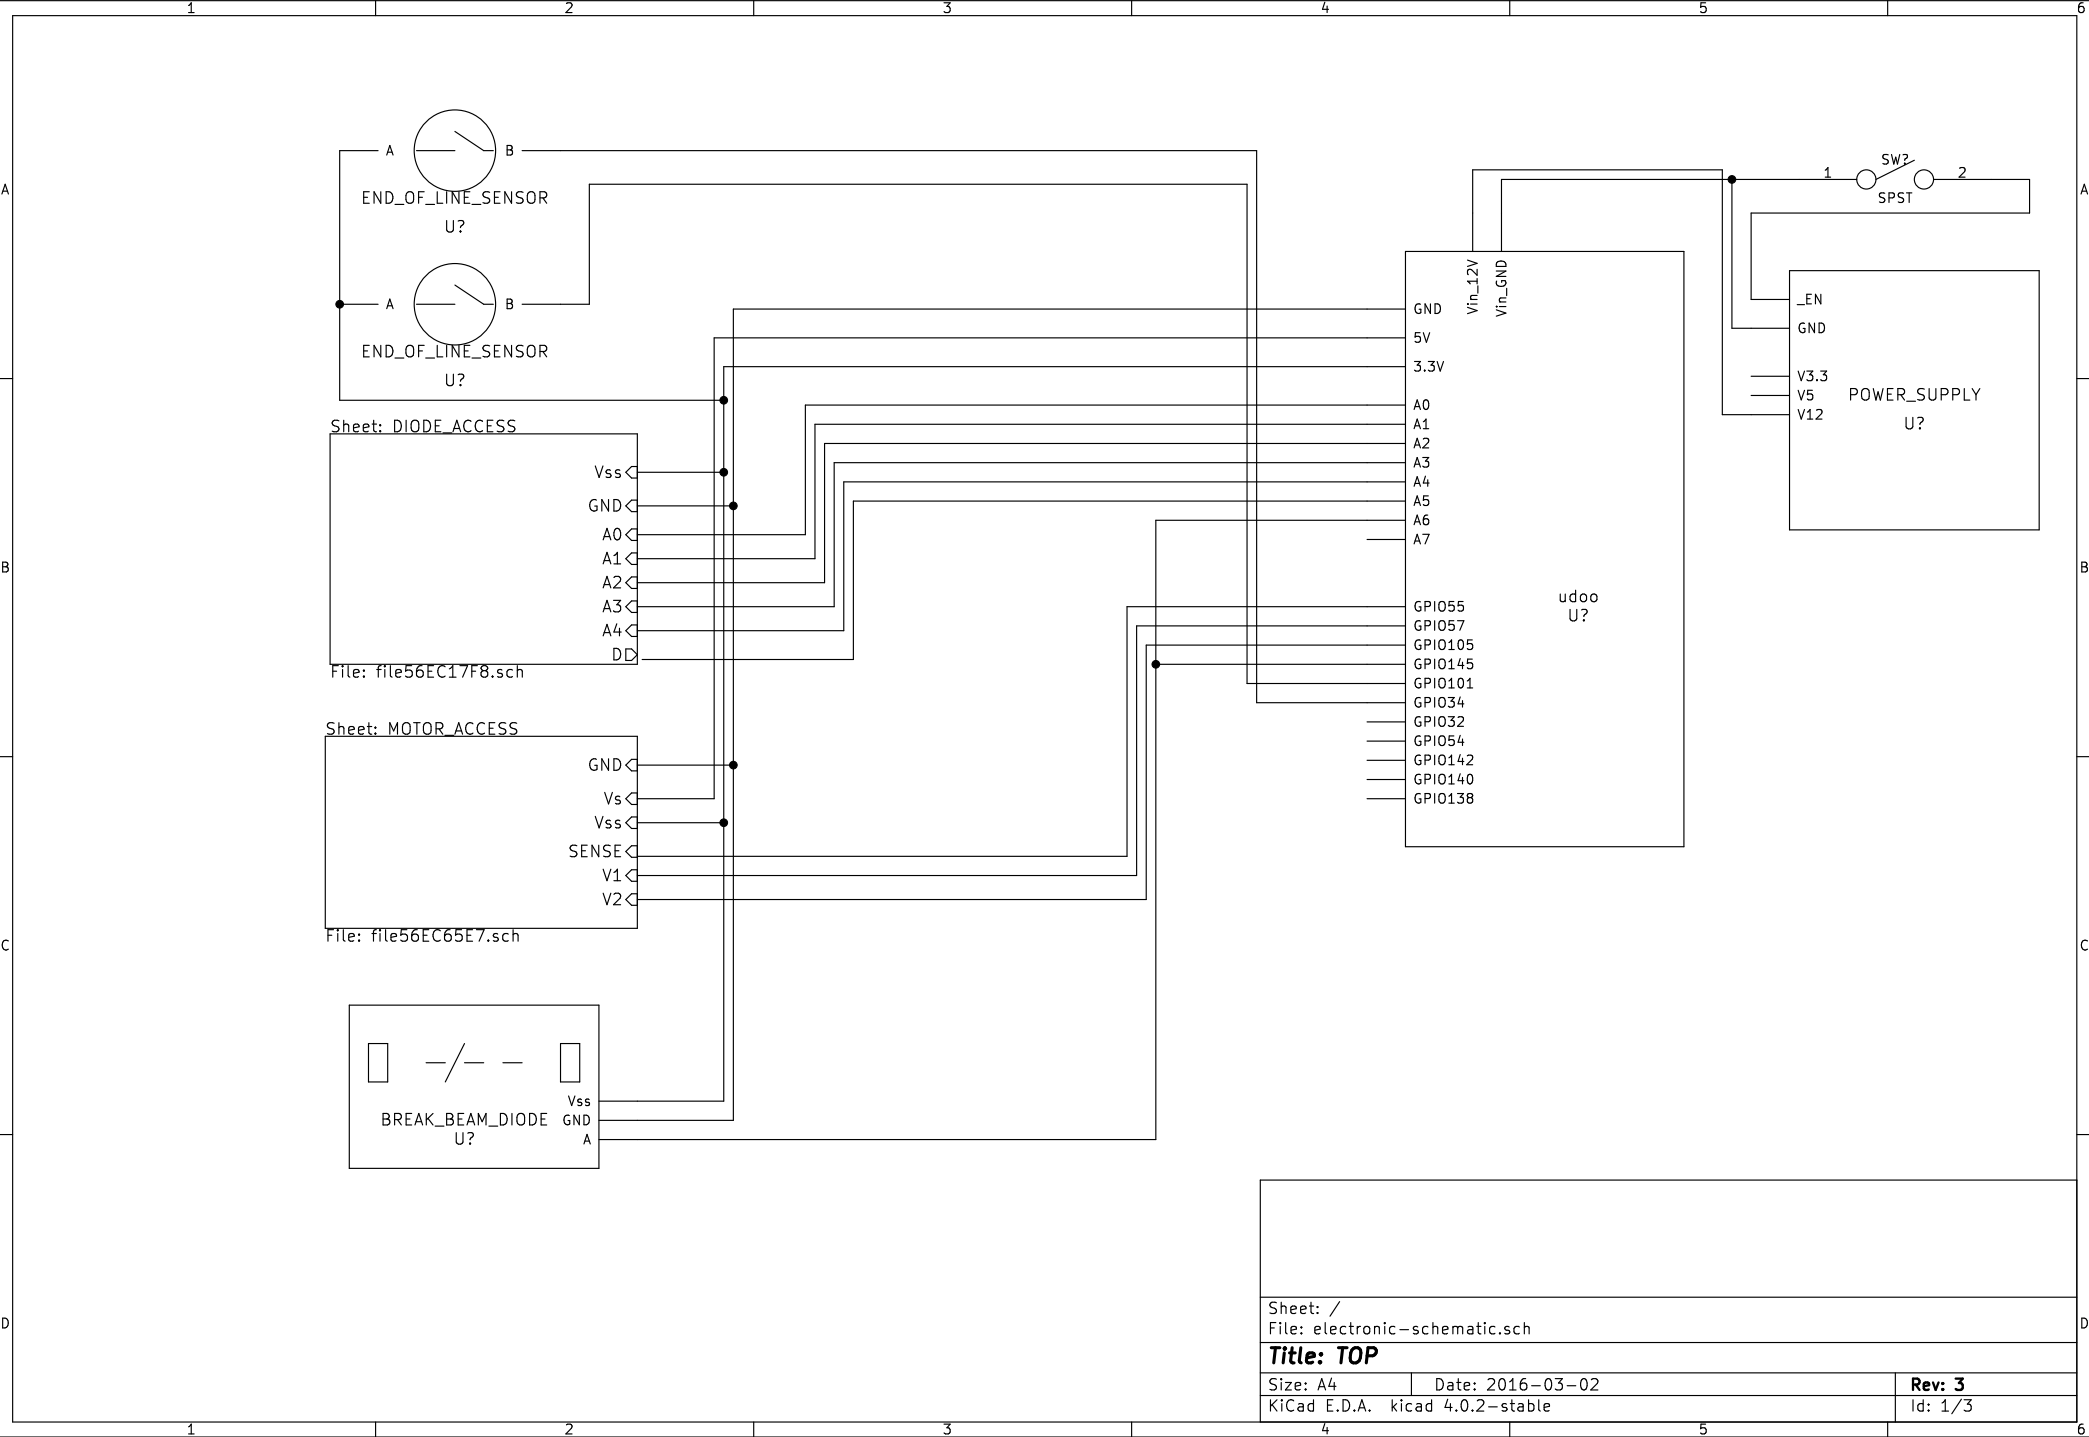 1 2 3 4 5 6
A
A
A B
END_OF_LINE_SENSOR
U?
A B
END_OF_LINE_SENSOR
U?
SW?
1 2
SPST
Vin_12V
Vin_GND
GND
5V
3.3V
A0
A1
A2
A3
A4
A5
A6
A7
GPIO55
GPIO57
GPIO105
GPIO145
GPIO101
GPIO34
GPIO32
GPIO54
GPIO142
GPIO140
GPIO138
udoo
U?
_EN
GND
V3.3
V5
V12
POWER_SUPPLY
U?
Sheet: DIODE_ACCESS
Vss
GND
A0
A1
A2
A3
A4
D
File: file56EC17F8.sch
B
B
Sheet: MOTOR_ACCESS
GND
Vs
Vss
SENSE
V1
V2
File: file56EC65E7.sch
C
C
Vss
BREAK_BEAM_DIODE GND
U? A
D
D
Sheet: /
File: electronic-schematic.sch
Title: TOP
Size: A4 Date: 2016-03-02 Rev: 3
KiCad E.D.A. kicad 4.0.2-stable Id: 1/3
1 2 3 4 5 6